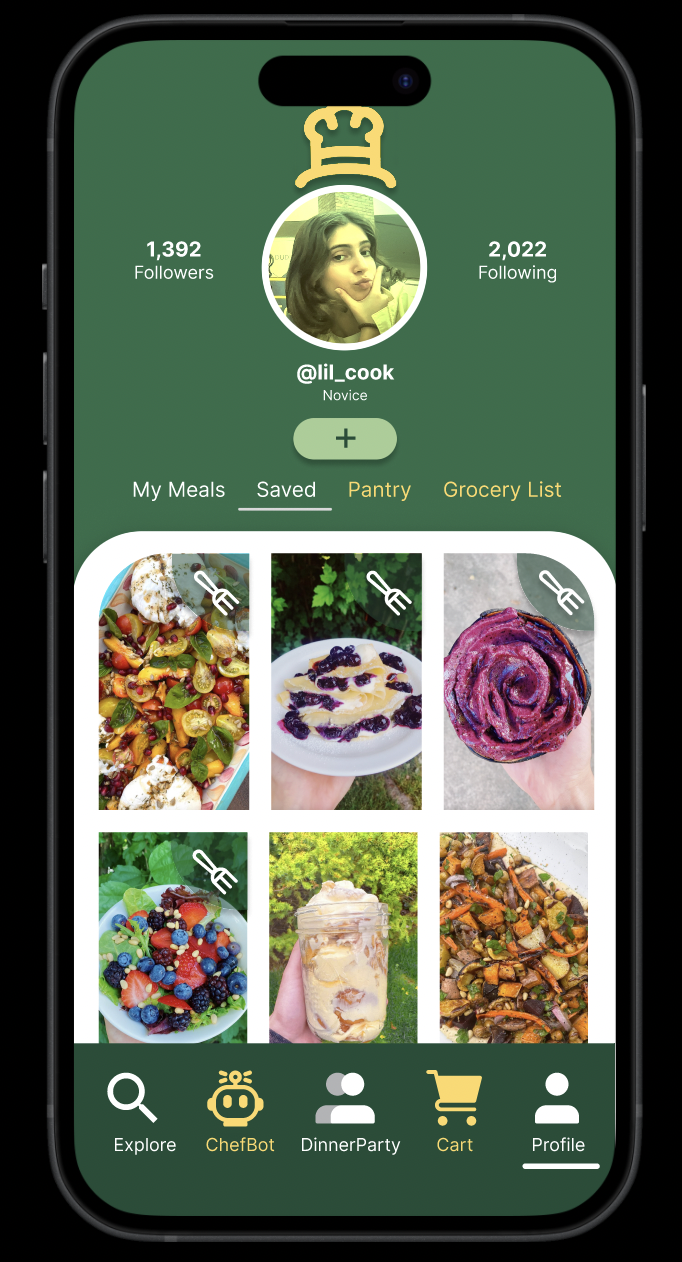 1,392
Followers
2,022
Following
@lil_cook
Novice
+
My Meals Saved Pantry Grocery List
Explore ChefBot DinnerParty Cart Profile